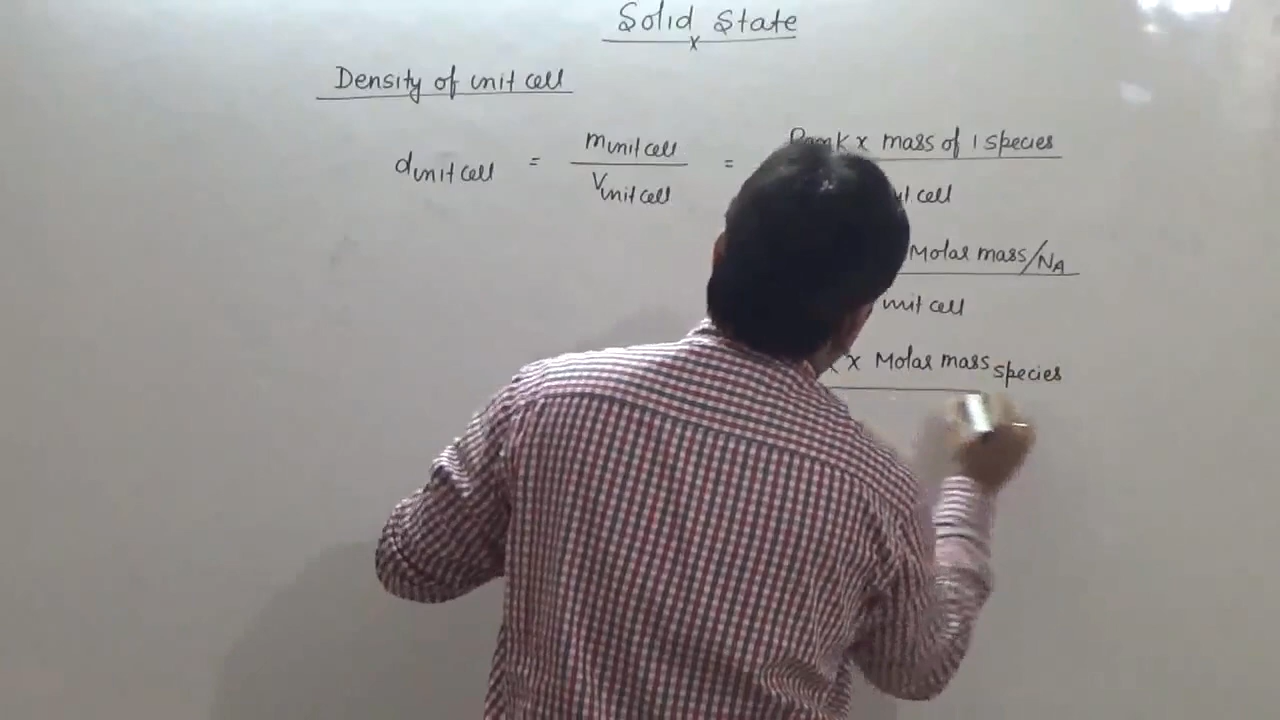 Solid State
x
Density of unit cell
d unit cell = m unit cell / V unit cell = Rank x mass of 1 species
cell
Molar mass/NA
unit cell
x Molar mass species